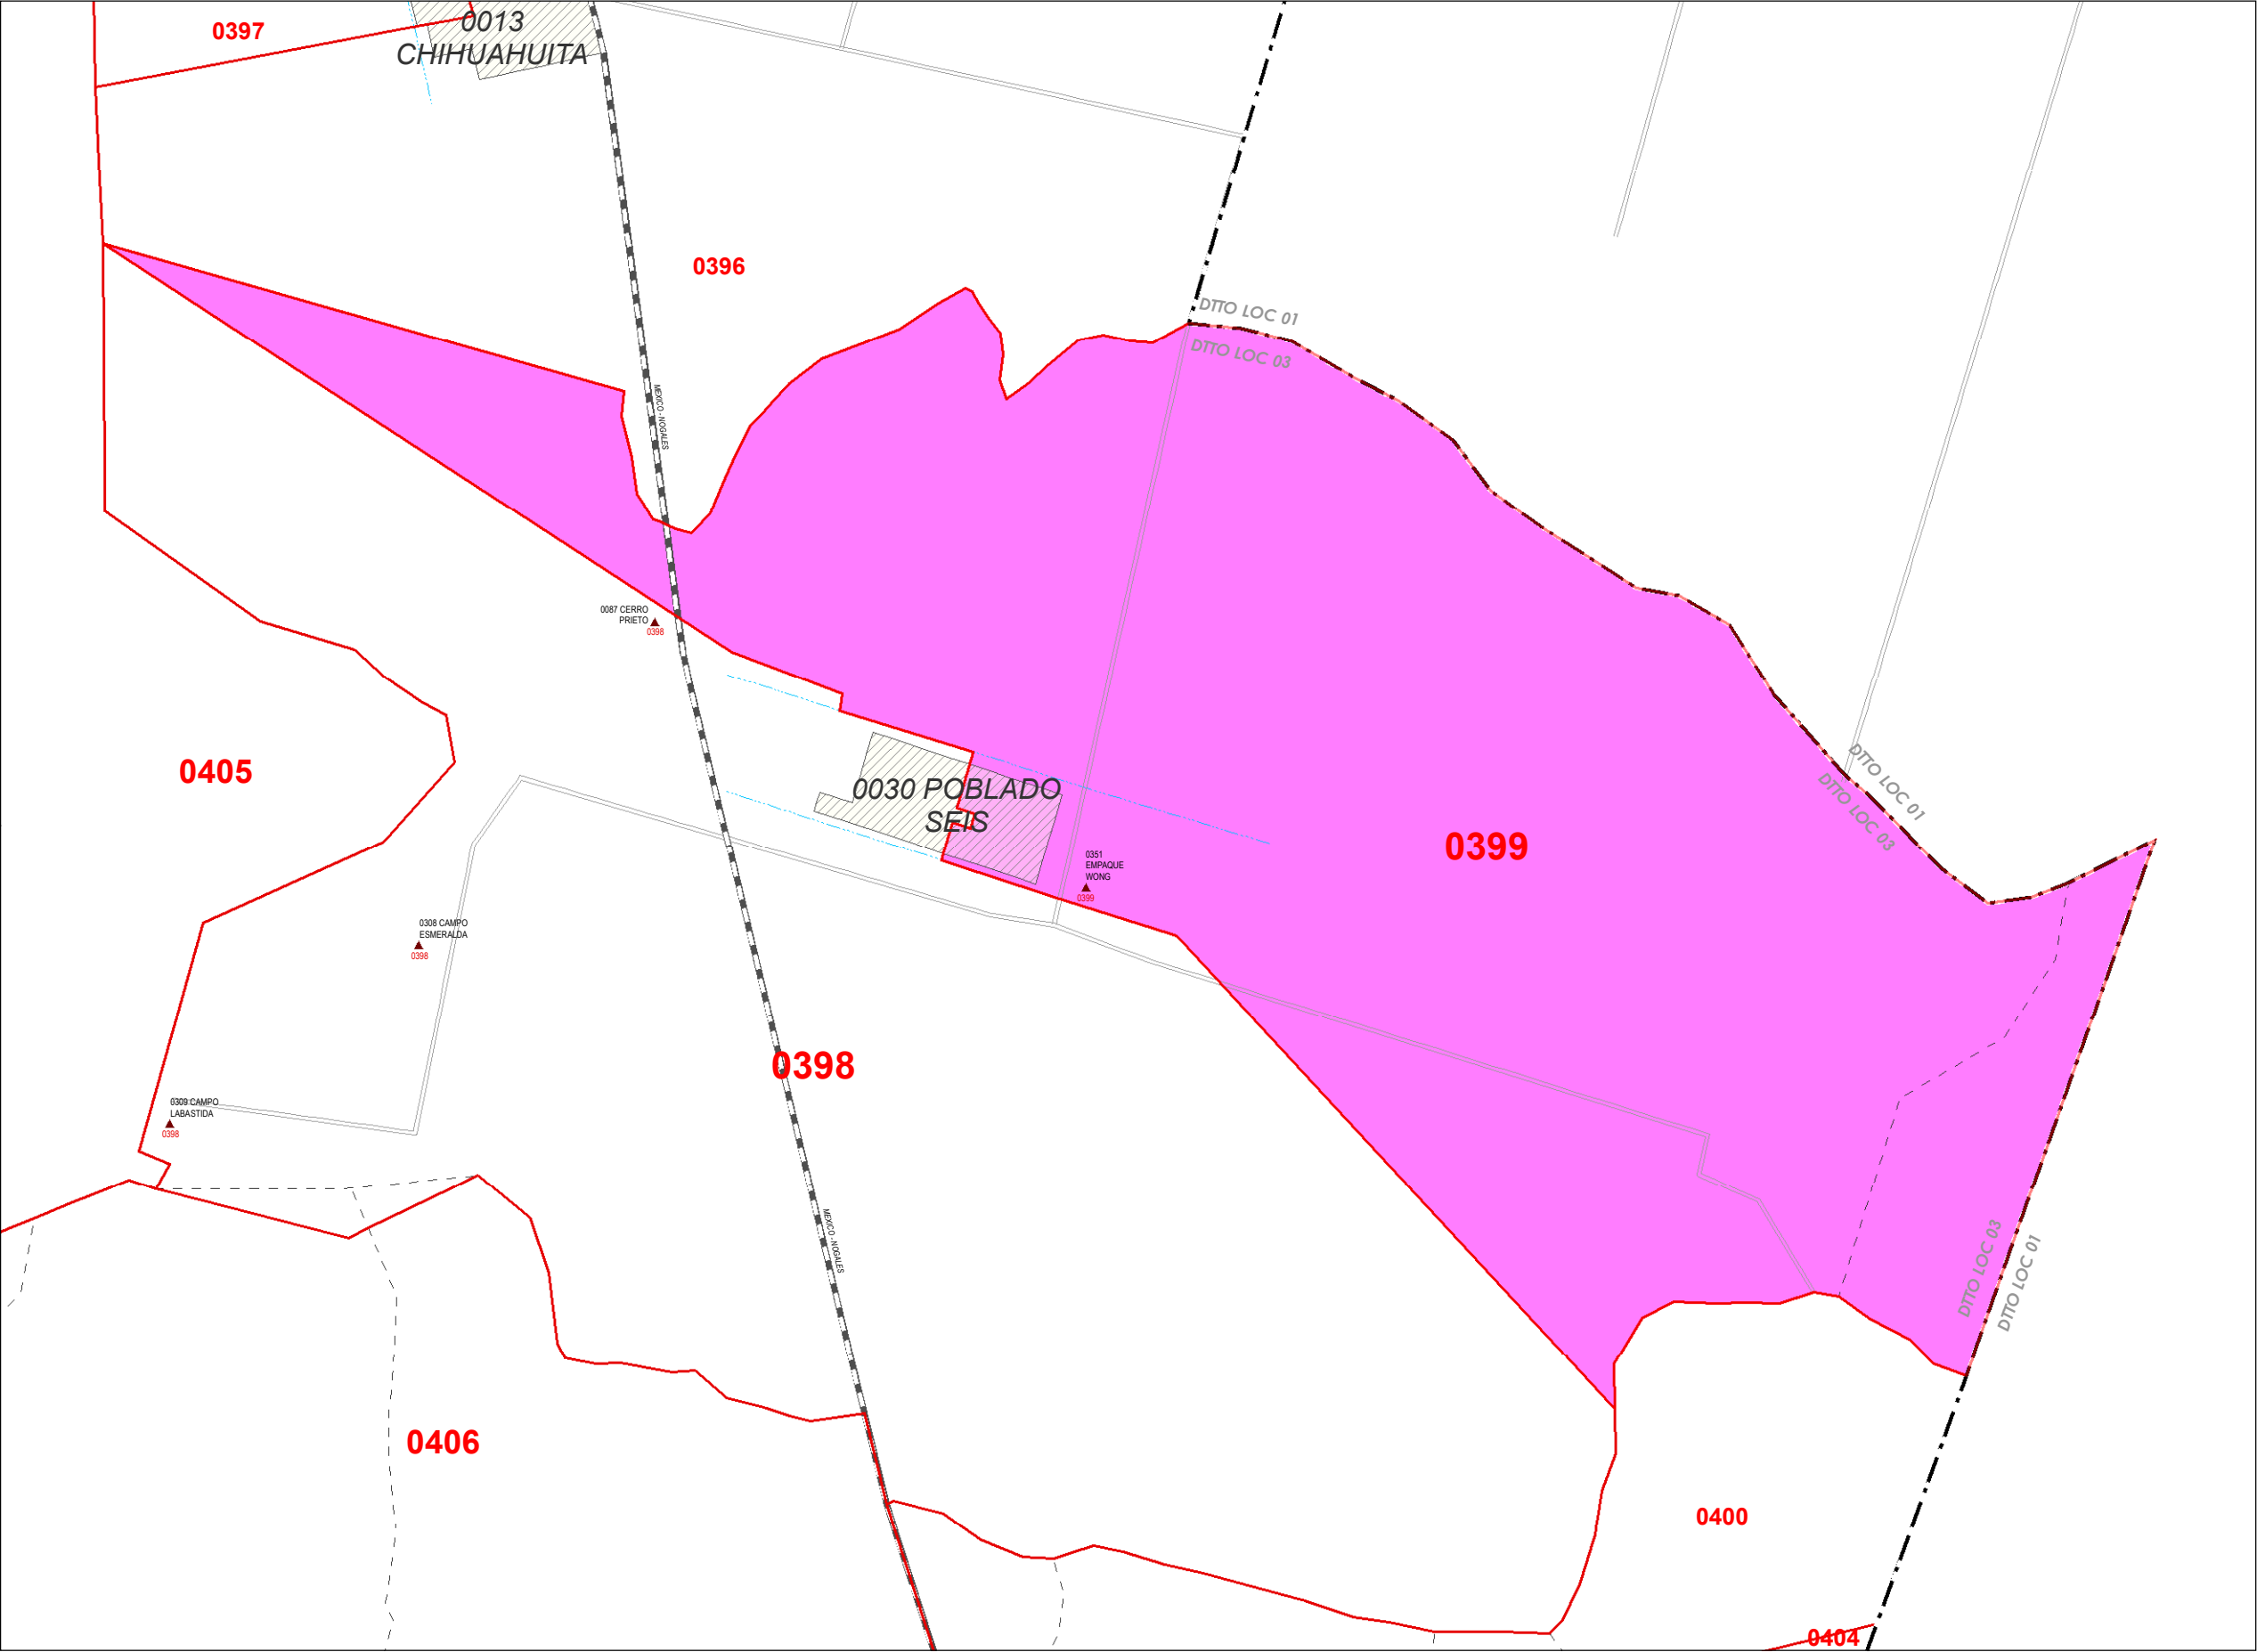 0013
CHIHUAHUITA
0397
0396
DTTO LOC 01
DTTO LOC 03
MEXICO - NOGALES
0087 CERRO
PRIETO
0398
0405
0030 POBLADO
SEIS
0399
DTTO LOC 01
DTTO LOC 03
0351
EMPAQUE
WONG
0399
0308 CAMPO
ESMERALDA
0398
0398
0309 CAMPO
LABASTIDA
0398
MEXICO - NOGALES
DTTO LOC 03
DTTO LOC 01
0406
0400
0404